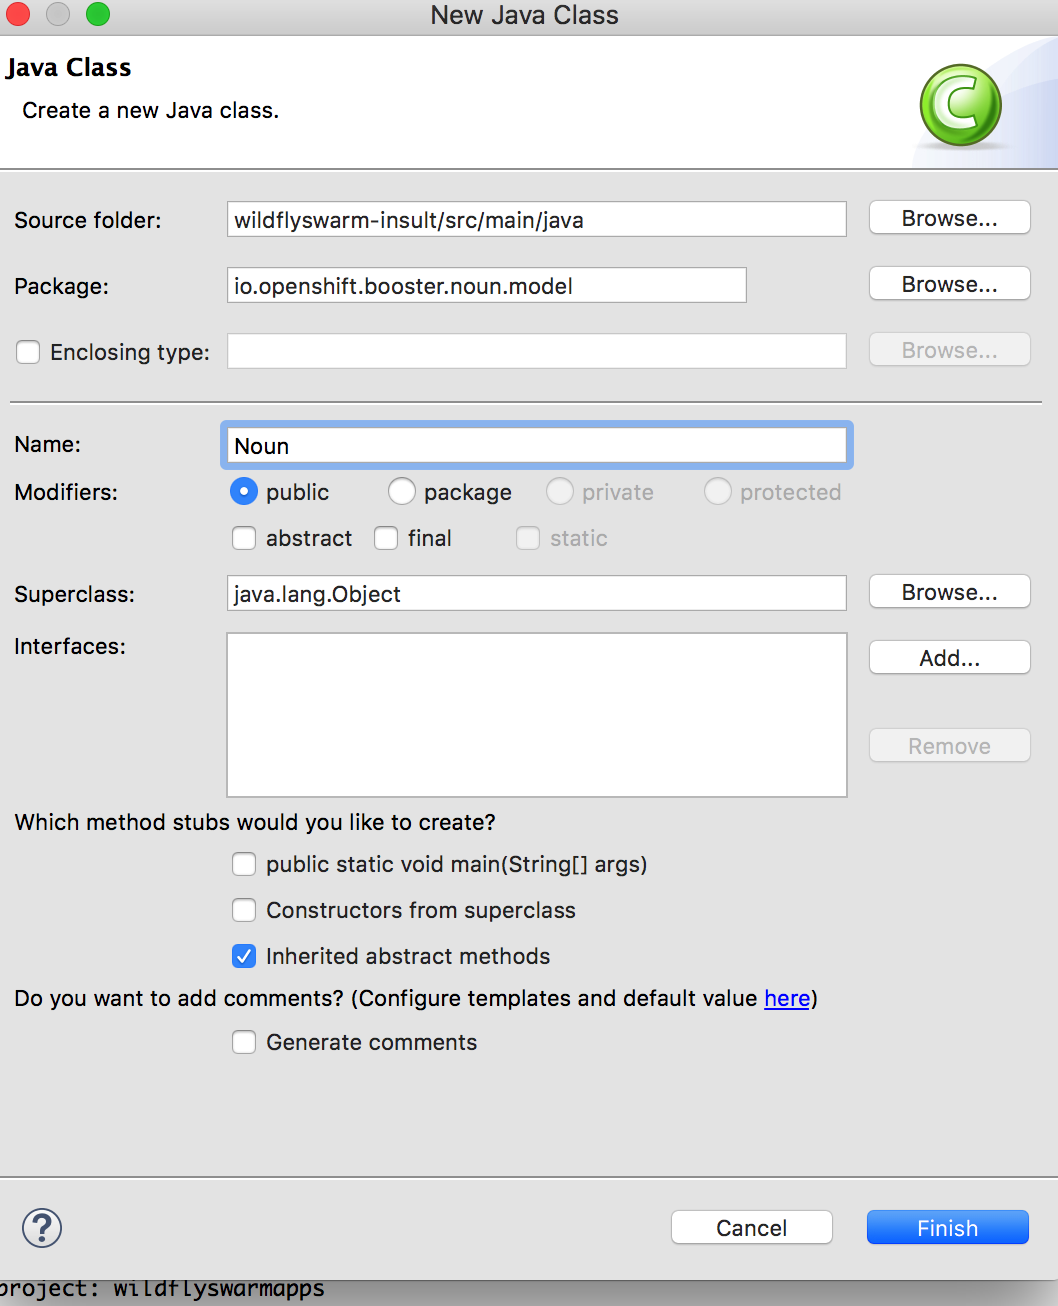 New Java Class
Java Class
Create a new Java class.
C
Source folder: wildflyswarm-insult/src/main/java Browse...
Package: io.openshift.booster.noun.model Browse...
Enclosing type: Browse...
Name: Noun
Modifiers: public package private protected
abstract final static
Superclass: java.lang.Object Browse...
Interfaces: Add...
Remove
Which method stubs would you like to create?
public static void main(String[] args)
Constructors from superclass
Inherited abstract methods
Do you want to add comments? (Configure templates and default value here)
Generate comments
? Cancel Finish
project: wildflyswarmapps